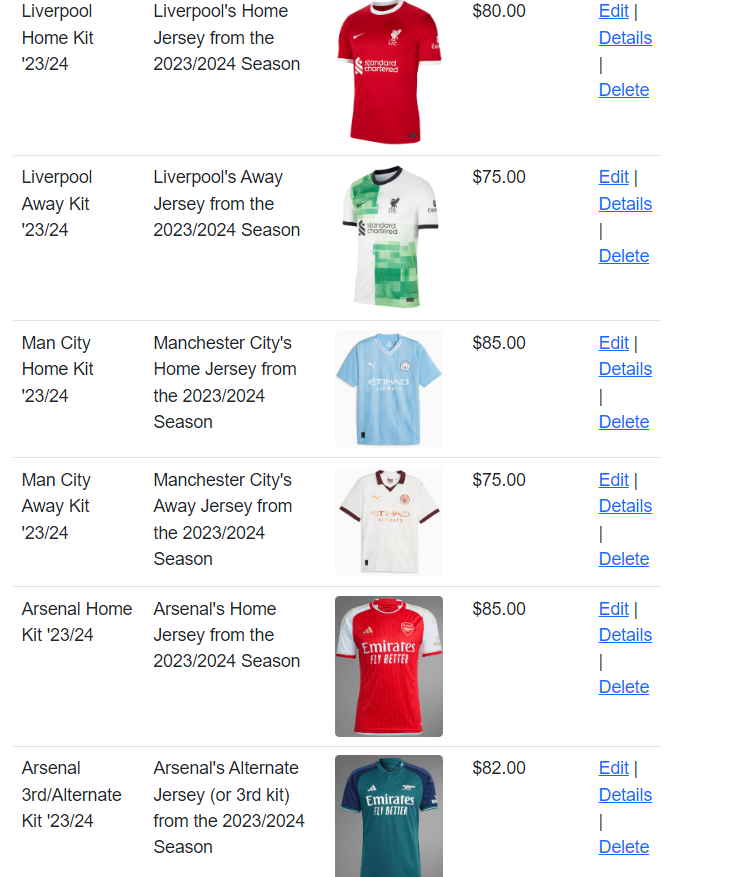 Liverpool
Home Kit
'23/24
Liverpool's Home
Jersey from the
2023/2024 Season
standard
chartered
$80.00
Edit |
Details
|
Delete
Liverpool
Away Kit
'23/24
Liverpool's Away
Jersey from the
2023/2024 Season
standard
chartered
$75.00
Edit |
Details
|
Delete
Man City
Home Kit
'23/24
Manchester City's
Home Jersey from
the 2023/2024
Season
ETIHAD
AIRWAYS
$85.00
Edit |
Details
|
Delete
Man City
Away Kit
'23/24
Manchester City's
Away Jersey from
the 2023/2024
Season
ETIHAD
AIRWAYS
$75.00
Edit |
Details
|
Delete
Arsenal Home
Kit '23/24
Arsenal's Home
Jersey from the
2023/2024 Season
Emirates
FLY BETTER
$85.00
Edit |
Details
|
Delete
Arsenal
3rd/Alternate
Kit '23/24
Arsenal's Alternate
Jersey (or 3rd kit)
from the 2023/2024
Season
Emirates
FLY BETTER
$82.00
Edit |
Details
|
Delete